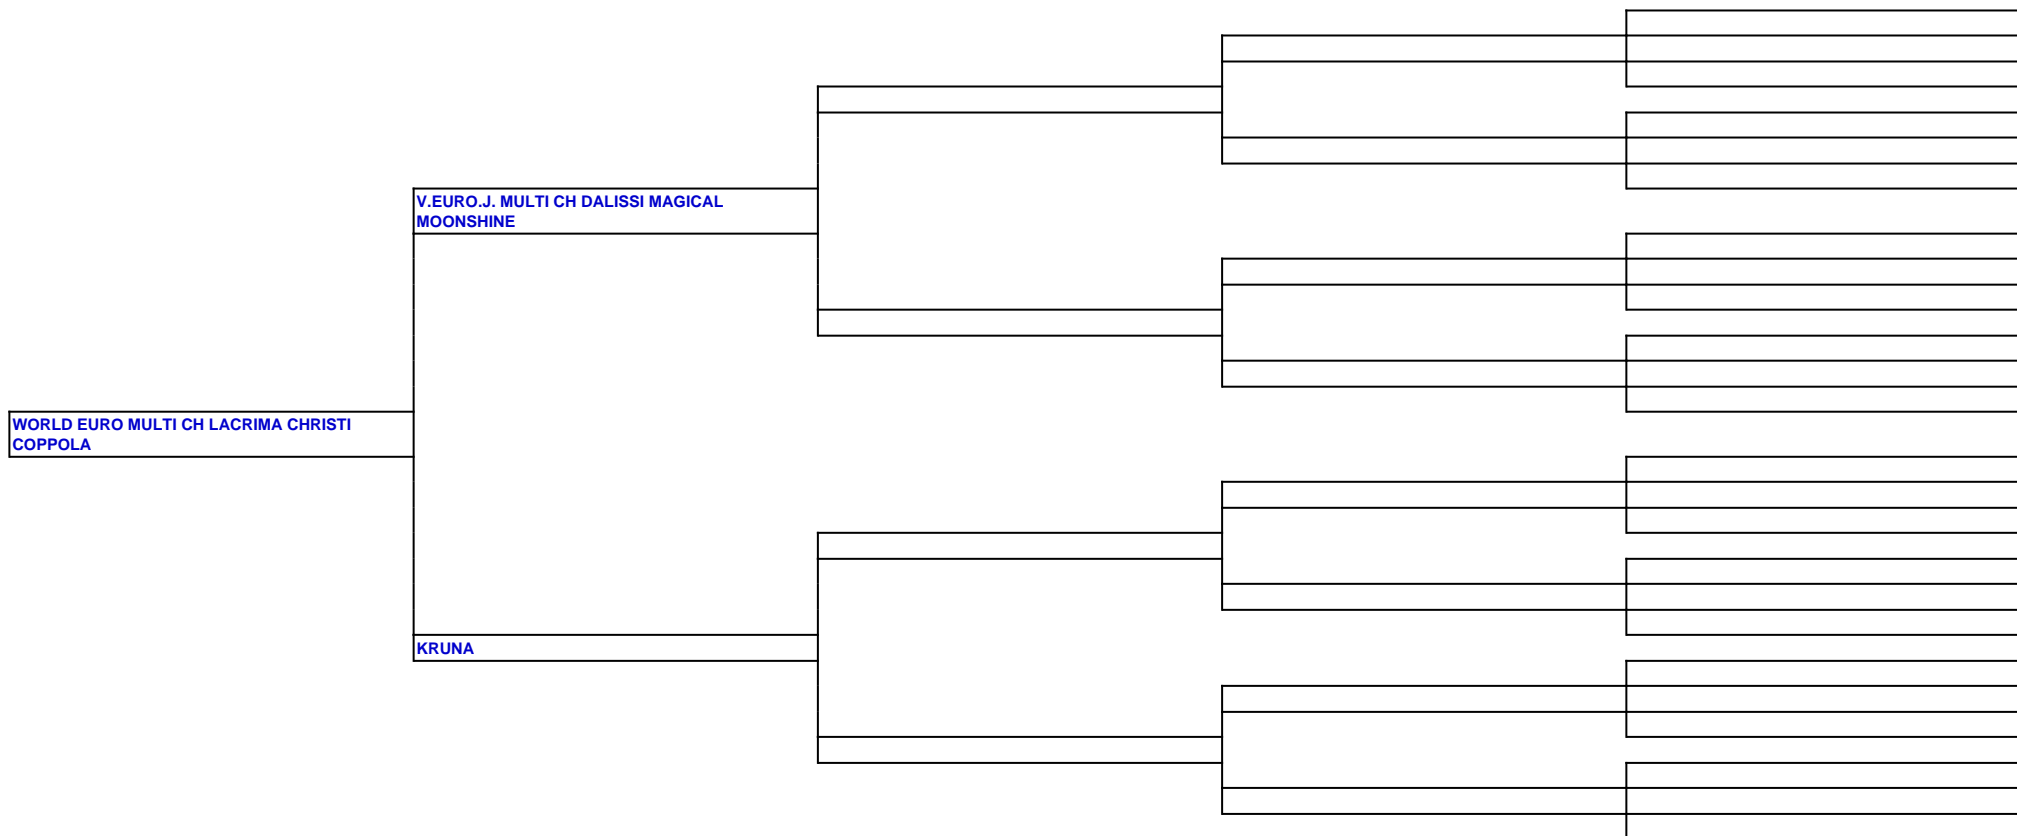 V.EURO.J. MULTI CH DALISSI MAGICAL
MOONSHINE
WORLD EURO MULTI CH LACRIMA CHRISTI
COPPOLA
KRUNA